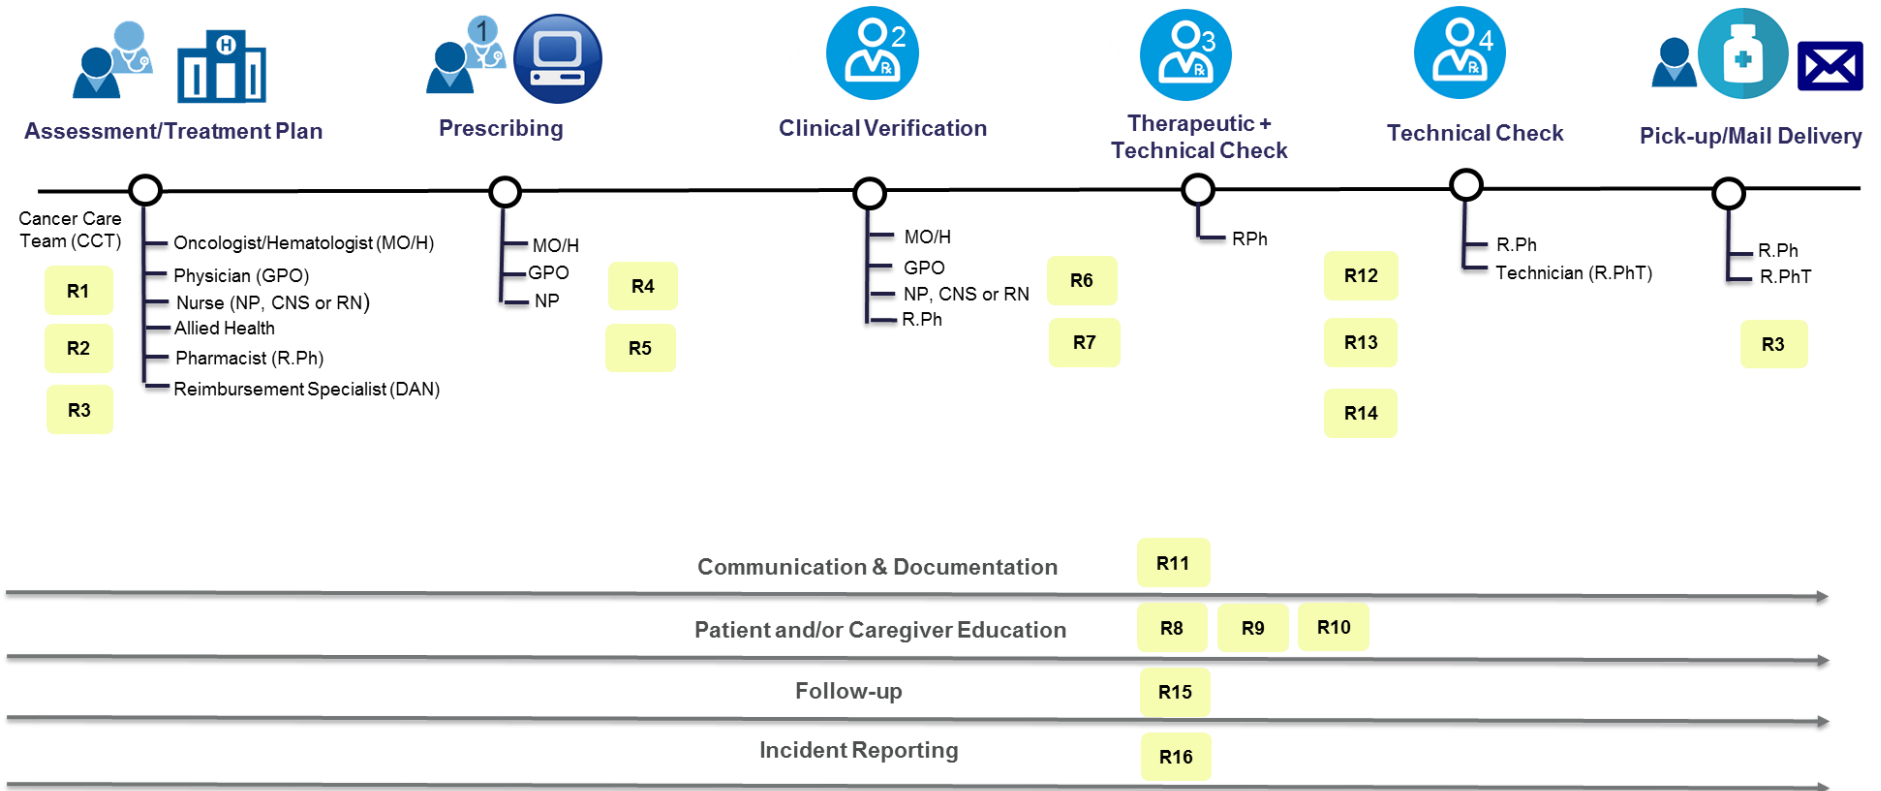 H
1
2
Rx
3
Rx
4
Rx
Assessment/Treatment Plan
Prescribing
Clinical Verification
Therapeutic +
Technical Check
Technical Check
Pick-up/Mail Delivery
Cancer Care
Team (CCT)
R1
R2
R3
Oncologist/Hematologist (MO/H)
Physician (GPO)
Nurse (NP, CNS or RN)
Allied Health
Pharmacist (R.Ph)
Reimbursement Specialist (DAN)
MO/H
GPO
NP
R4
R5
MO/H
GPO
NP, CNS or RN
R.Ph
R6
R7
RPh
R12
R13
R14
R.Ph
Technician (R.PhT)
R.Ph
R.PhT
R3
Communication & Documentation
R11
Patient and/or Caregiver Education
R8 R9 R10
Follow-up
R15
Incident Reporting
R16